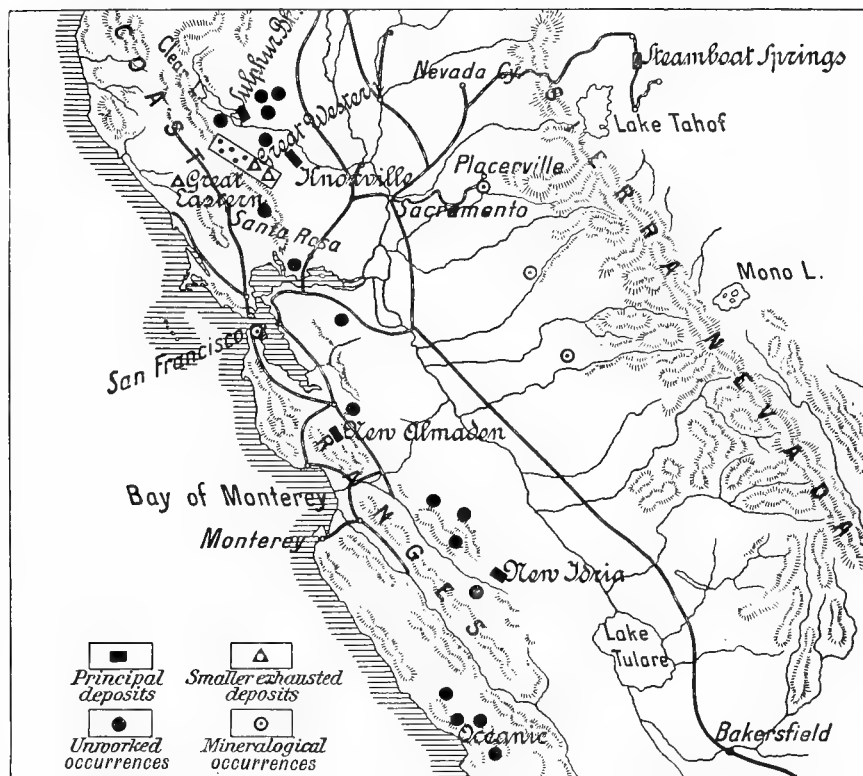 COAST
Clear
Sulphur Bk.
Great Western
Nevada Cy.
Steamboat Springs
Lake Tahof
SIERRA NEVADA
Great
Eastern
Knoxville
Placerville
Sacramento
Santa Rosa
Mono L.
San Francisco
New Almaden
RANGES
Bay of Monterey
Monterey
New Idria
Lake
Tulare
Oceanic
Bakersfield
Principal
deposits
Smaller exhausted
deposits
Unworked
occurrences
Mineralogical
occurrences